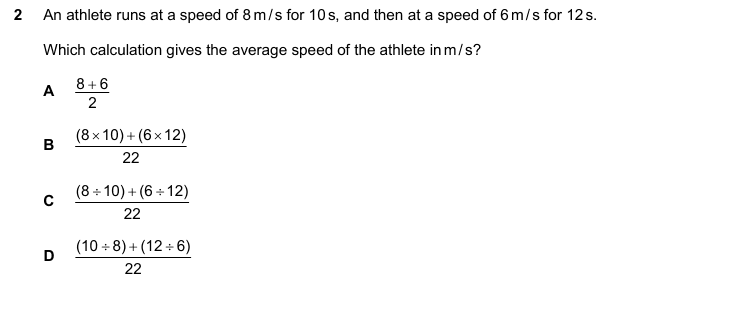 2 An athlete runs at a speed of 8 m/s for 10 s, and then at a speed of 6 m/s for 12 s.
Which calculation gives the average speed of the athlete in m/s?
A 8 + 6
2
B (8 × 10) + (6 × 12)
22
C (8 ÷ 10) + (6 ÷ 12)
22
D (10 ÷ 8) + (12 ÷ 6)
22